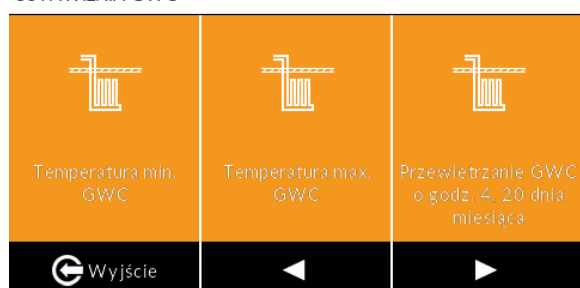 Temperatura min.
GWC
Temperatura max.
GWC
Przewietrzanie GWC
o godz. 4, 20 dnia
miesiąca
Wyjście